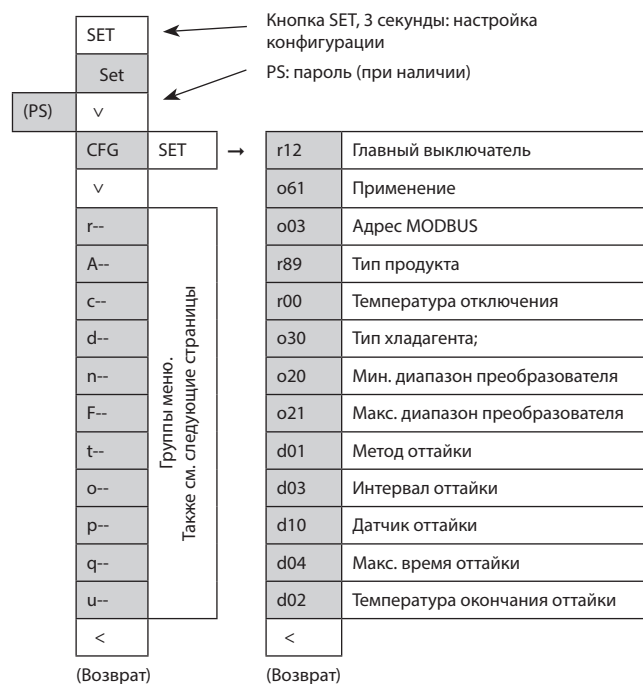 SET
Кнопка SET, 3 секунды: настройка
конфигурации
Set
PS: пароль (при наличии)
(PS) ˅
CFG SET → r12 Главный выключатель
˅ o61 Применение
r-- o03 Адрес MODBUS
A-- r89 Тип продукта
c-- r00 Температура отключения
d-- o30 Тип хладагента;
n-- o20 Мин. диапазон преобразователя
F-- o21 Макс. диапазон преобразователя
t-- d01 Метод оттайки
o-- d03 Интервал оттайки
p-- d10 Датчик оттайки
q-- d04 Макс. время оттайки
u-- d02 Температура окончания оттайки
Группы меню.
Также см. следующие страницы
< <
(Возврат) (Возврат)